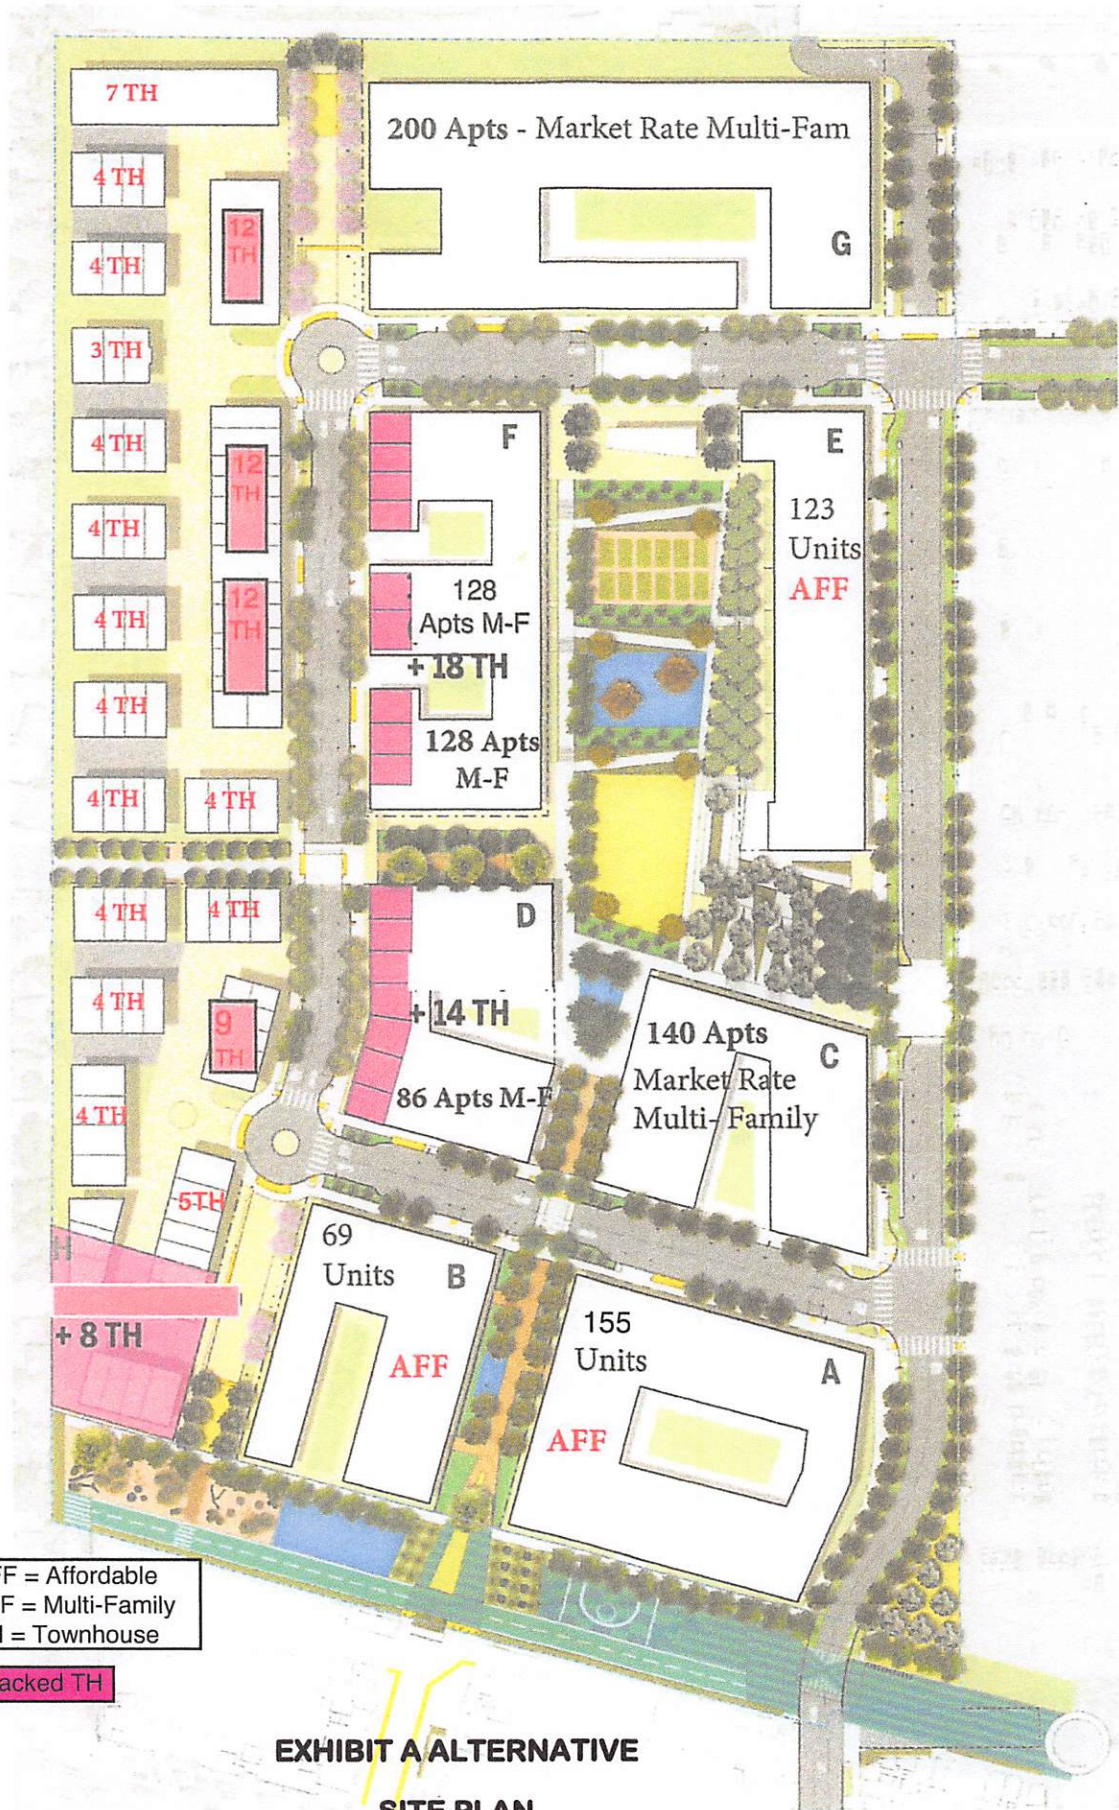 7 TH
200 Apts - Market Rate Multi-Fam
4 TH
12
TH
G
4 TH
3 TH
F
E
4 TH
12
TH
123
Units
AFF
4 TH
128
Apts M-F
+ 18 TH
12
TH
4 TH
4 TH
128 Apts
M-F
4 TH
4 TH
4 TH
4 TH
D
4 TH
+ 14 TH
9
TH
140 Apts
C
Market Rate
Multi- Family
86 Apts M-F
4 TH
5TH
H
69
Units
B
+ 8 TH
AFF
155
Units
A
AFF
FF = Affordable
F = Multi-Family
= Townhouse
acked TH
EXHIBIT A ALTERNATIVE
SITE PLAN